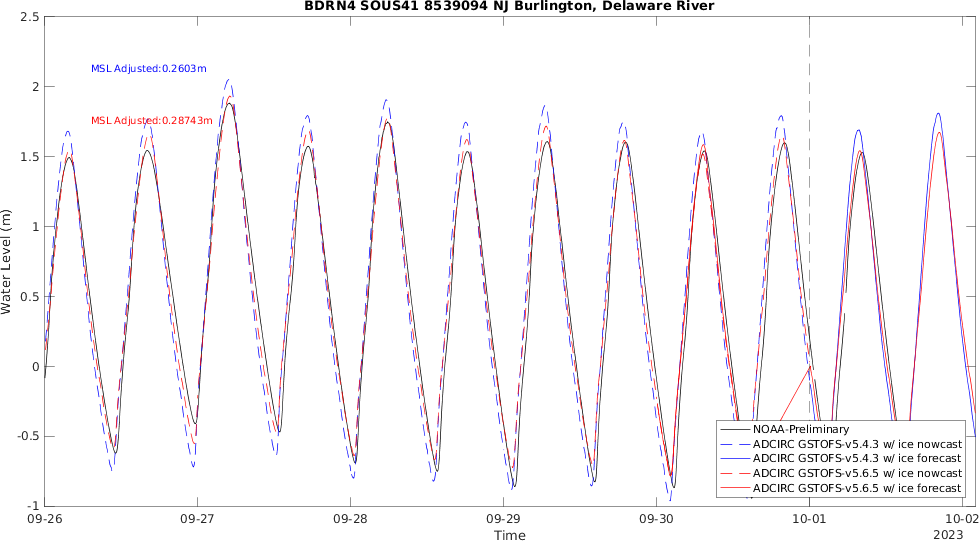 BDRN4 SOUS41 8539094 NJ Burlington, Delaware River
2.5
2
1.5
1
0.5
0
-0.5
-1
Water Level (m)
MSL Adjusted:0.2603m
MSL Adjusted:0.28743m
NOAA-Preliminary
ADCIRC GSTOFS-v5.4.3 w/ ice nowcast
ADCIRC GSTOFS-v5.4.3 w/ ice forecast
ADCIRC GSTOFS-v5.6.5 w/ ice nowcast
ADCIRC GSTOFS-v5.6.5 w/ ice forecast
09-26 09-27 09-28 09-29 09-30 10-01 10-02
Time
2023